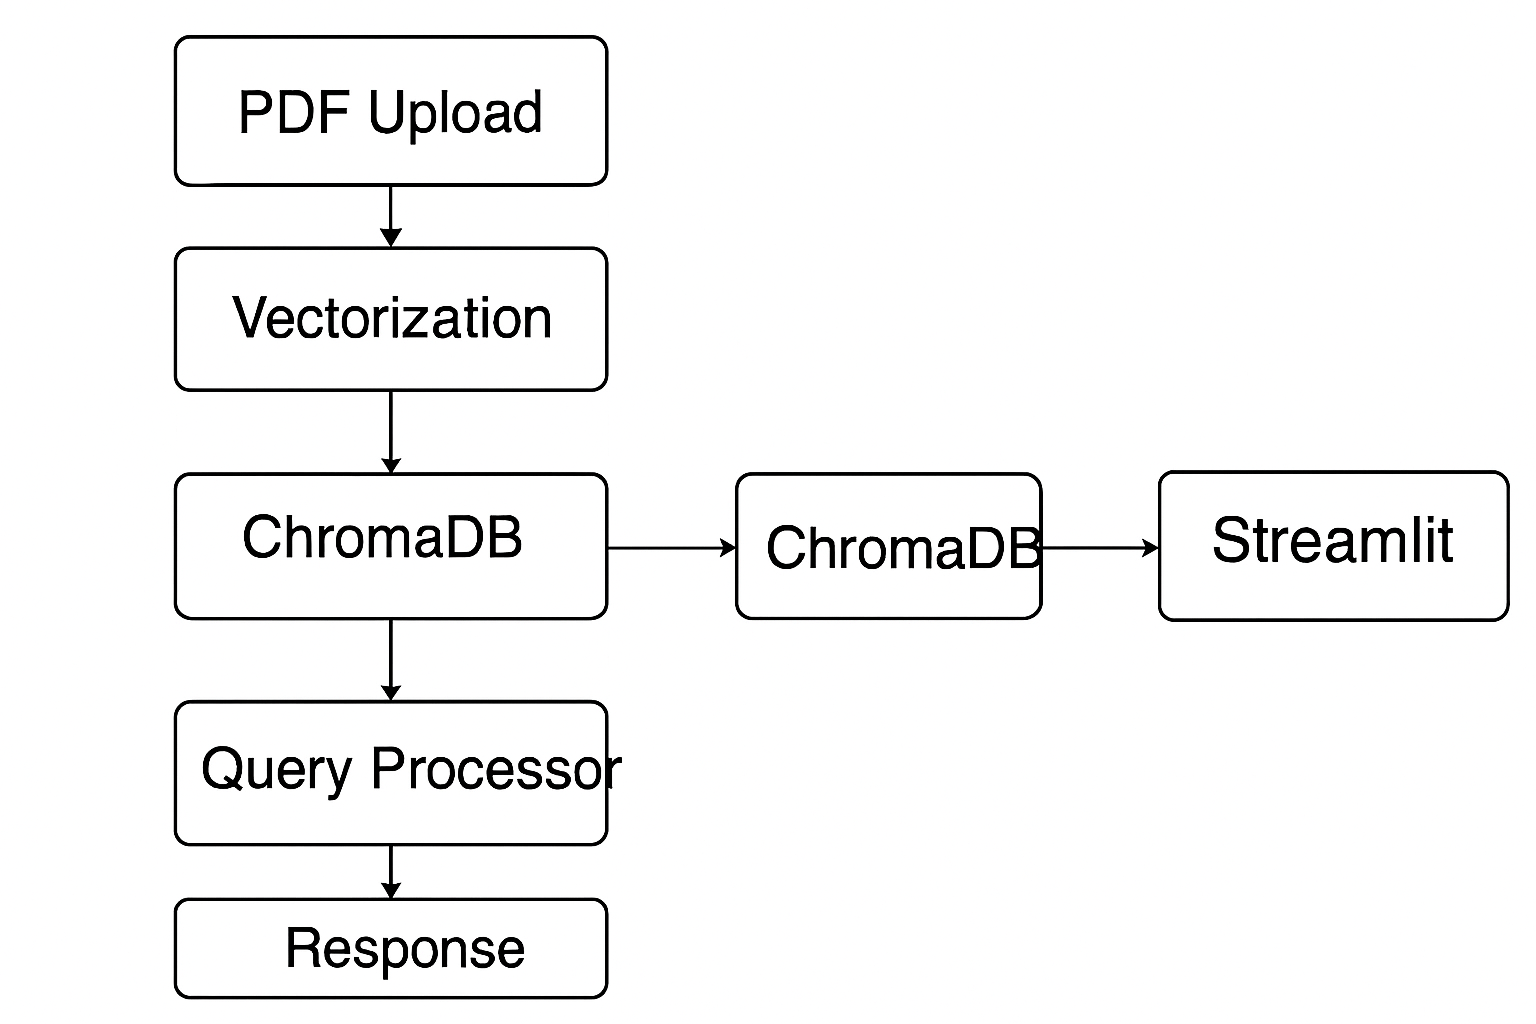 PDF Upload
Vectorization
ChromaDB
ChromaDB
Streamlit
Query Processor
Response